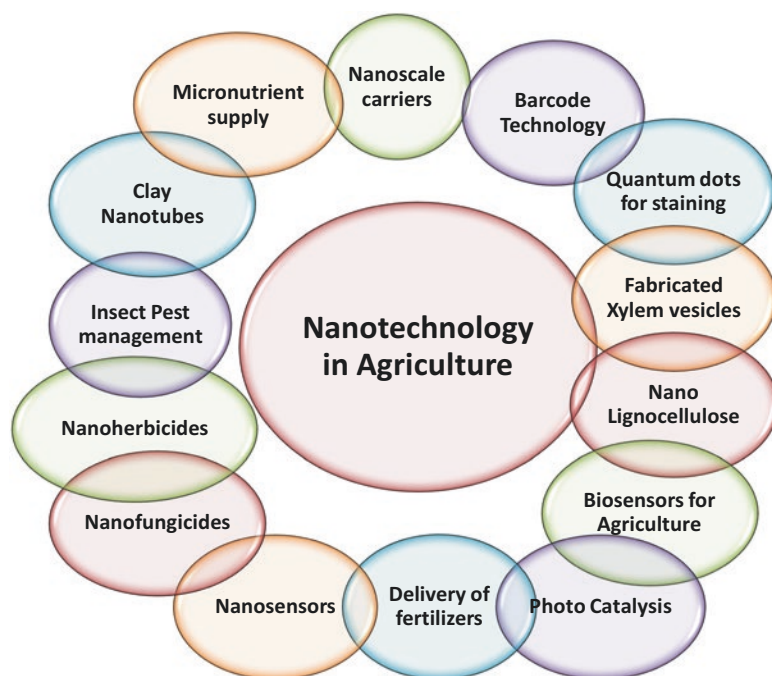 Nanoscale
carriers
Barcode
Technology
Quantum dots
for staining
Fabricated
Xylem vesicles
Nano
Lignocellulose
Biosensors for
Agriculture
Photo Catalysis
Delivery of
fertilizers
Nanosensors
Nanofungicides
Nanoherbicides
Insect Pest
management
Clay
Nanotubes
Micronutrient
supply
Nanotechnology
in Agriculture